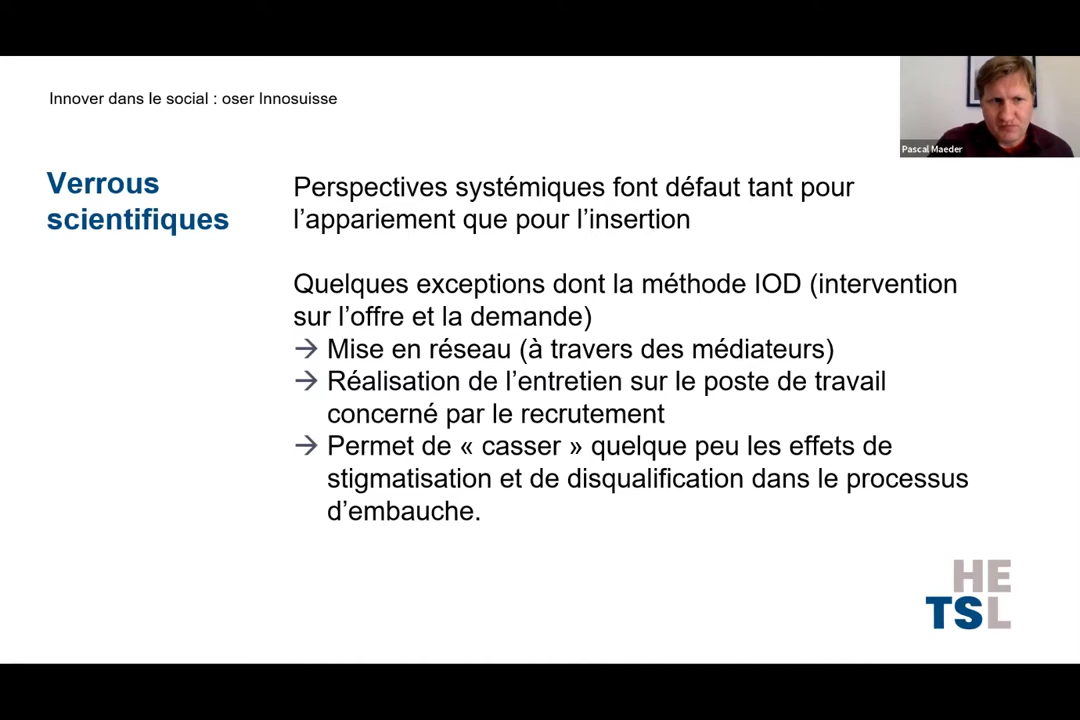 Innover dans le social : oser Innosuisse
Pascal Maeder
Verrous
scientifiques
Perspectives systémiques font défaut tant pour
l’appariement que pour l’insertion
Quelques exceptions dont la méthode IOD (intervention
sur l’offre et la demande)
→ Mise en réseau (à travers des médiateurs)
→ Réalisation de l’entretien sur le poste de travail
concerné par le recrutement
→ Permet de « casser » quelque peu les effets de
stigmatisation et de disqualification dans le processus
d’embauche.
HE
TSL